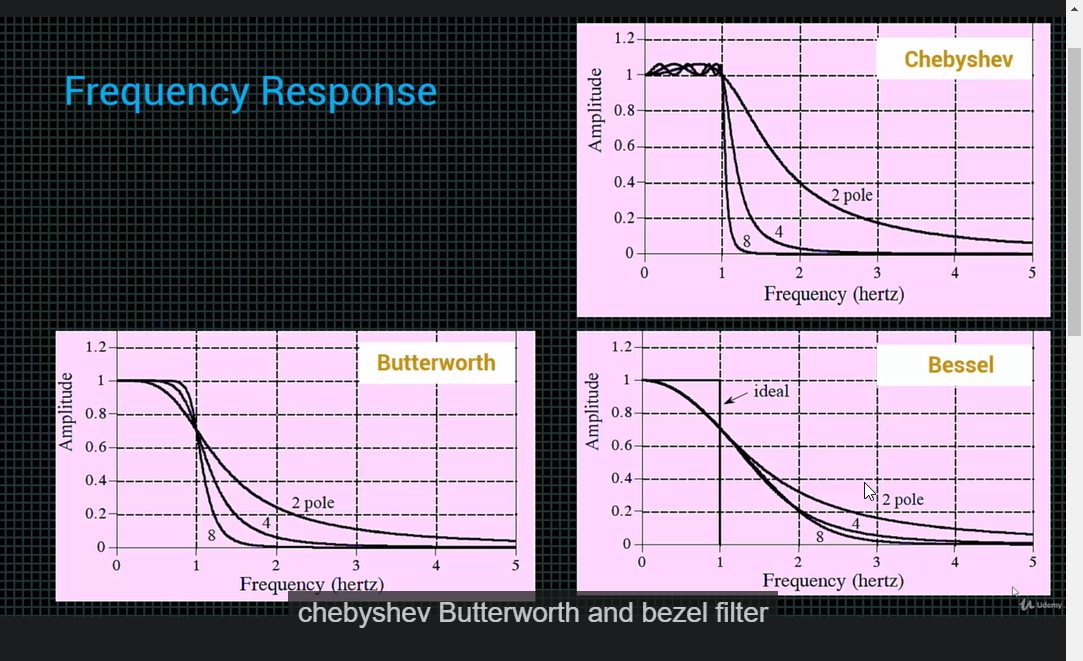 Frequency Response
Chebyshev
Amplitude
1.2
1
0.8
0.6
0.4
0.2
0
2 pole
4
8
0 1 2 3 4 5
Frequency (hertz)
Butterworth
Amplitude
1.2
1
0.8
0.6
0.4
0.2
0
2 pole
4
8
0 1 2 3 4 5
Frequency (hertz)
Bessel
Amplitude
1.2
1
0.8
0.6
0.4
0.2
0
ideal
2 pole
4
8
0 1 2 3 4 5
Frequency (hertz)
chebyshev Butterworth and bezel filter
Udemy